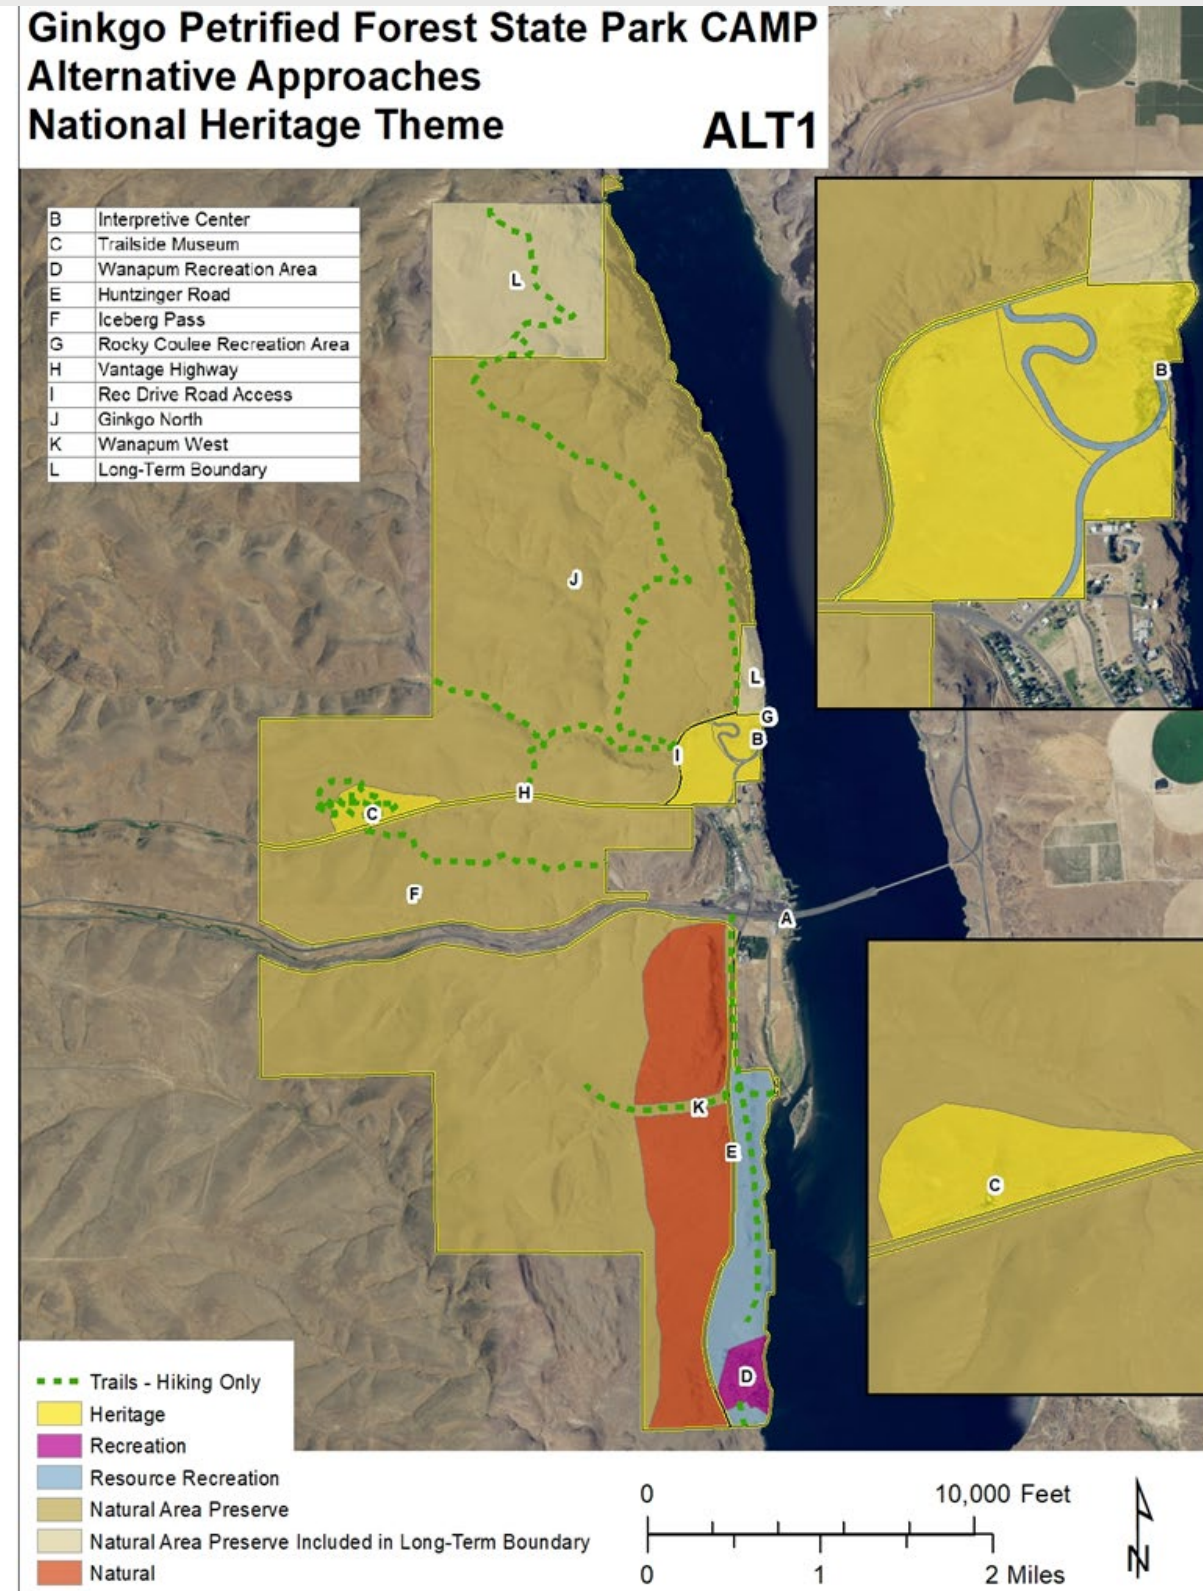 Ginkgo Petrified Forest State Park CAMP
Alternative Approaches
National Heritage Theme ALT1
B Interpretive Center
C Trailside Museum
D Wanapum Recreation Area
E Huntzinger Road
F Iceberg Pass
G Rocky Coulee Recreation Area
H Vantage Highway
I Rec Drive Road Access
J Ginkgo North
K Wanapum West
L Long-Term Boundary
L
B
J
L
G
B
I
H
C
F
A
K
E
C
D
Trails - Hiking Only
Heritage
Recreation
Resource Recreation
Natural Area Preserve
Natural Area Preserve Included in Long-Term Boundary
Natural
0 10,000 Feet
0 1 2 Miles
N